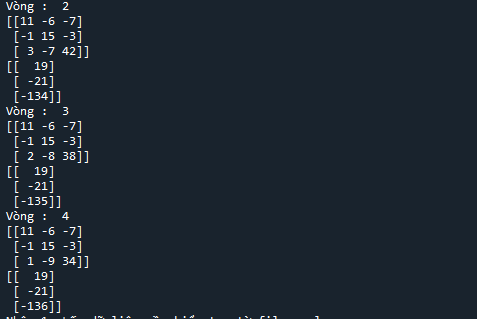 Vòng :  2
[[11 -6 -7]
 [-1 15 -3]
 [ 3 -7 42]]
[[  19]
 [ -21]
 [-134]]
Vòng :  3
[[11 -6 -7]
 [-1 15 -3]
 [ 2 -8 38]]
[[  19]
 [ -21]
 [-135]]
Vòng :  4
[[11 -6 -7]
 [-1 15 -3]
 [ 1 -9 34]]
[[  19]
 [ -21]
 [-136]]